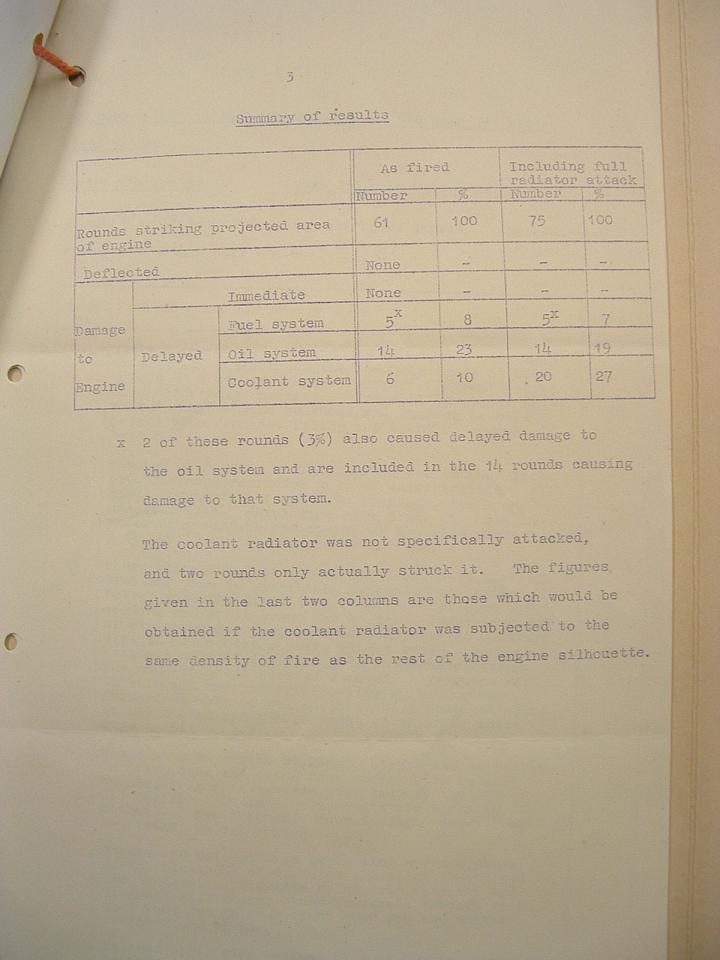 3
Summary of results
As fired
Including full
radiator attack
Number
%
Number
%
Rounds striking projected area
of engine
61
100
75
100
Deflected
None
-
-
-
Immediate
None
-
-
-
Damage
to
Engine
Delayed
Fuel system
5x
8
5x
7
Oil system
14
23
14
19
Coolant system
6
10
20
27
x 2 of these rounds (3%) also caused delayed damage to
the oil system and are included in the 14 rounds causing
damage to that system.
The coolant radiator was not specifically attacked,
and two rounds only actually struck it. The figures
given in the last two columns are those which would be
obtained if the coolant radiator was subjected to the
same density of fire as the rest of the engine silhouette.